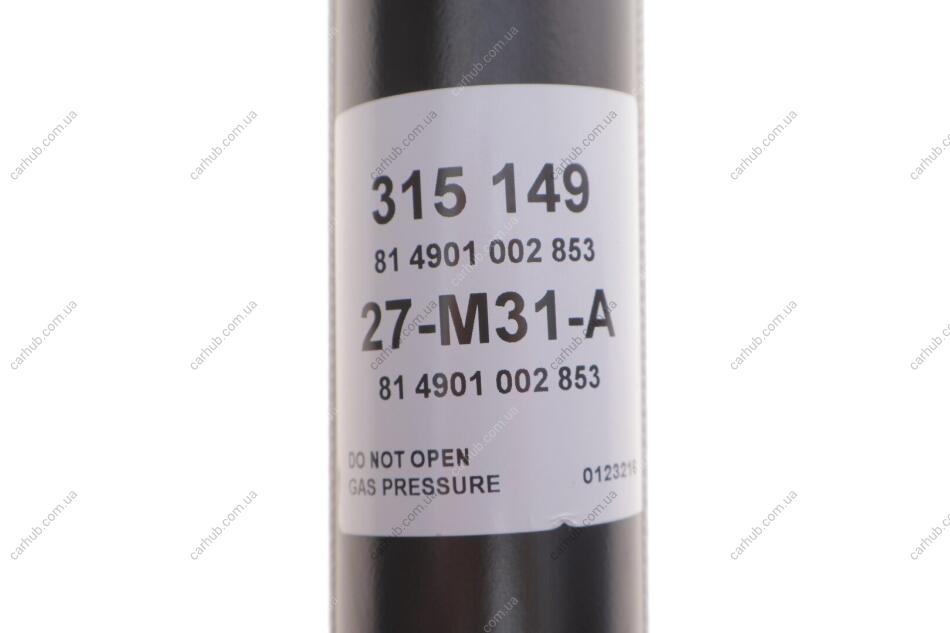 315 149
81 4901 002 853
27-M31-A
81 4901 002 853
DO NOT OPEN
GAS PRESSURE 0123216
carhub.com.ua